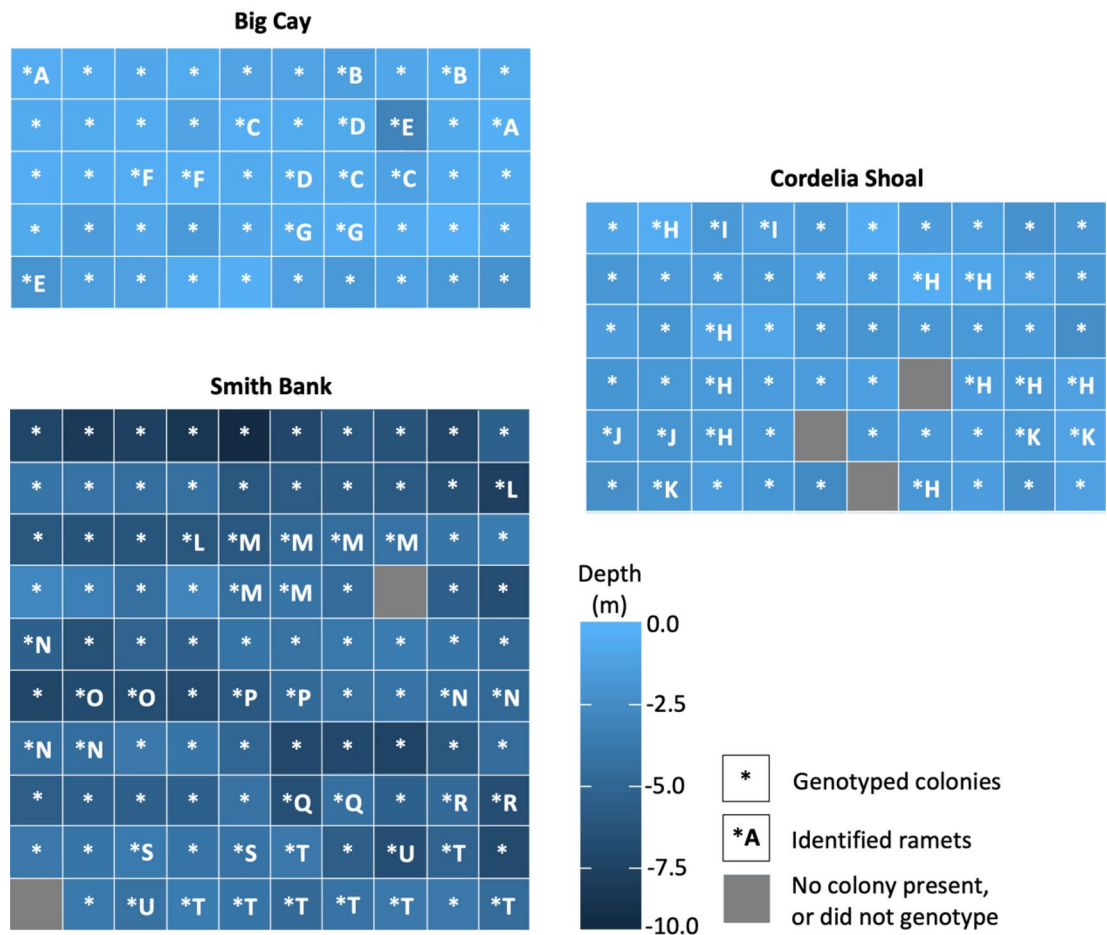 Big Cay
*A * * * * * *B * *B *
* * * * *C * *D *E * *A
* * *F *F * *D *C *C * *
* * * * * *G *G * * *
*E * * * * * * * * *
Cordelia Shoal
* *H *I *I * * * * * *
* * * * * * *H *H * *
* * *H * * * * * * *
* * *H * * * *H *H *H
*J *J *H * * * * *K *K
* *K * * * *H * * *
Smith Bank
* * * * * * * * * *
* * * * * * * * * *L
* * * *L *M *M *M *M * *
* * * * *M *M * * *
*N * * * * * * * * *
* *O *O * *P *P * * *N *N
*N *N * * * * * * * *
* * * * * *Q *Q * *R *R
* * *S * *S *T * *U *T *
* *U *T *T *T *T *T * *T
Depth
(m)
0.0
-2.5
-5.0
-7.5
-10.0
* Genotyped colonies
*A Identified ramets
No colony present,
or did not genotype